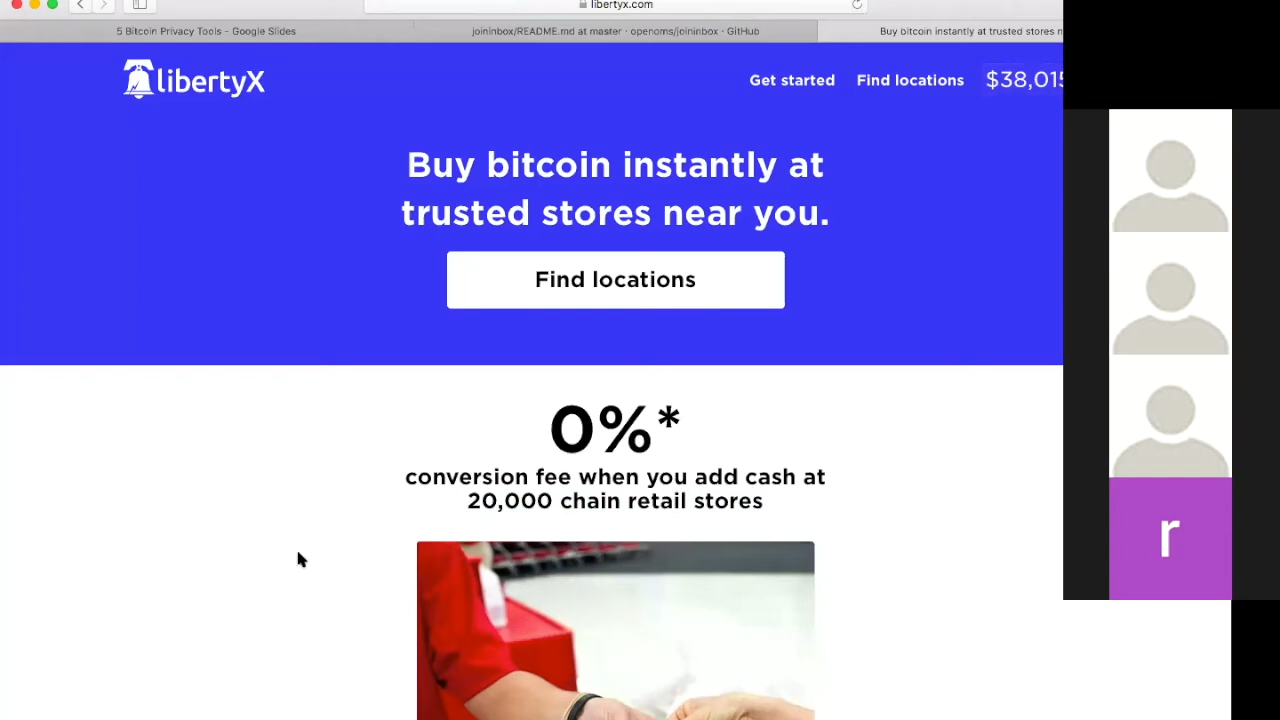 libertyx.com
5 Bitcoin Privacy Tools - Google Slides
joininbox/README.md at master · openoms/joininbox · GitHub
Buy bitcoin instantly at trusted stores n
libertyX
Get started
Find locations
$38,015
Buy bitcoin instantly at
trusted stores near you.
Find locations
0%*
conversion fee when you add cash at
20,000 chain retail stores
r